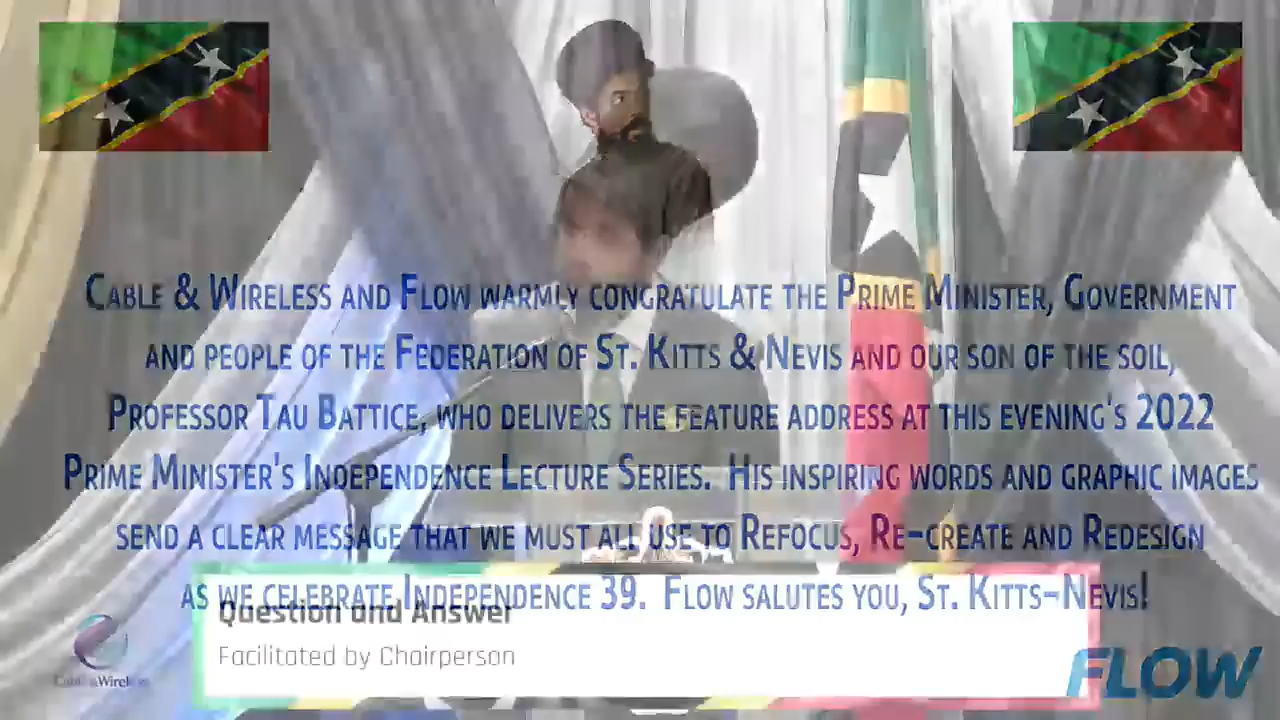 Cable & Wireless and Flow warmly congratulate the Prime Minister, Government
and people of the Federation of St. Kitts & Nevis and our son of the soil,
Professor Tau Battice, who delivers the feature address at this evening's 2022
Prime Minister's Independence Lecture Series. His inspiring words and graphic images
send a clear message that we must all use to Refocus, Re-create and Redesign
as we celebrate Independence 39. Flow salutes you, St. Kitts-Nevis!
Question and Answer
Facilitated by Chairperson
Cable & Wireless
FLOW